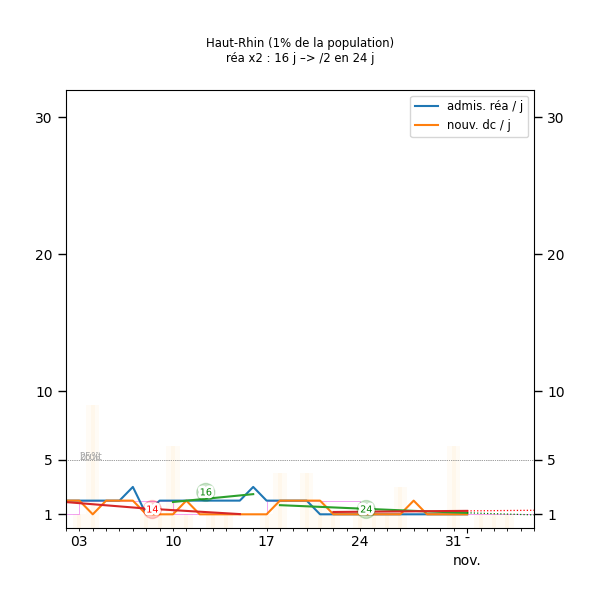 Haut-Rhin (1% de la population)
réa x2 : 16 j –> /2 en 24 j
admis. réa / j
nouv. dc / j
30 30
20 20
10 10
5 5
16
14 24
1 1
03 10 17 24 31 -
nov.